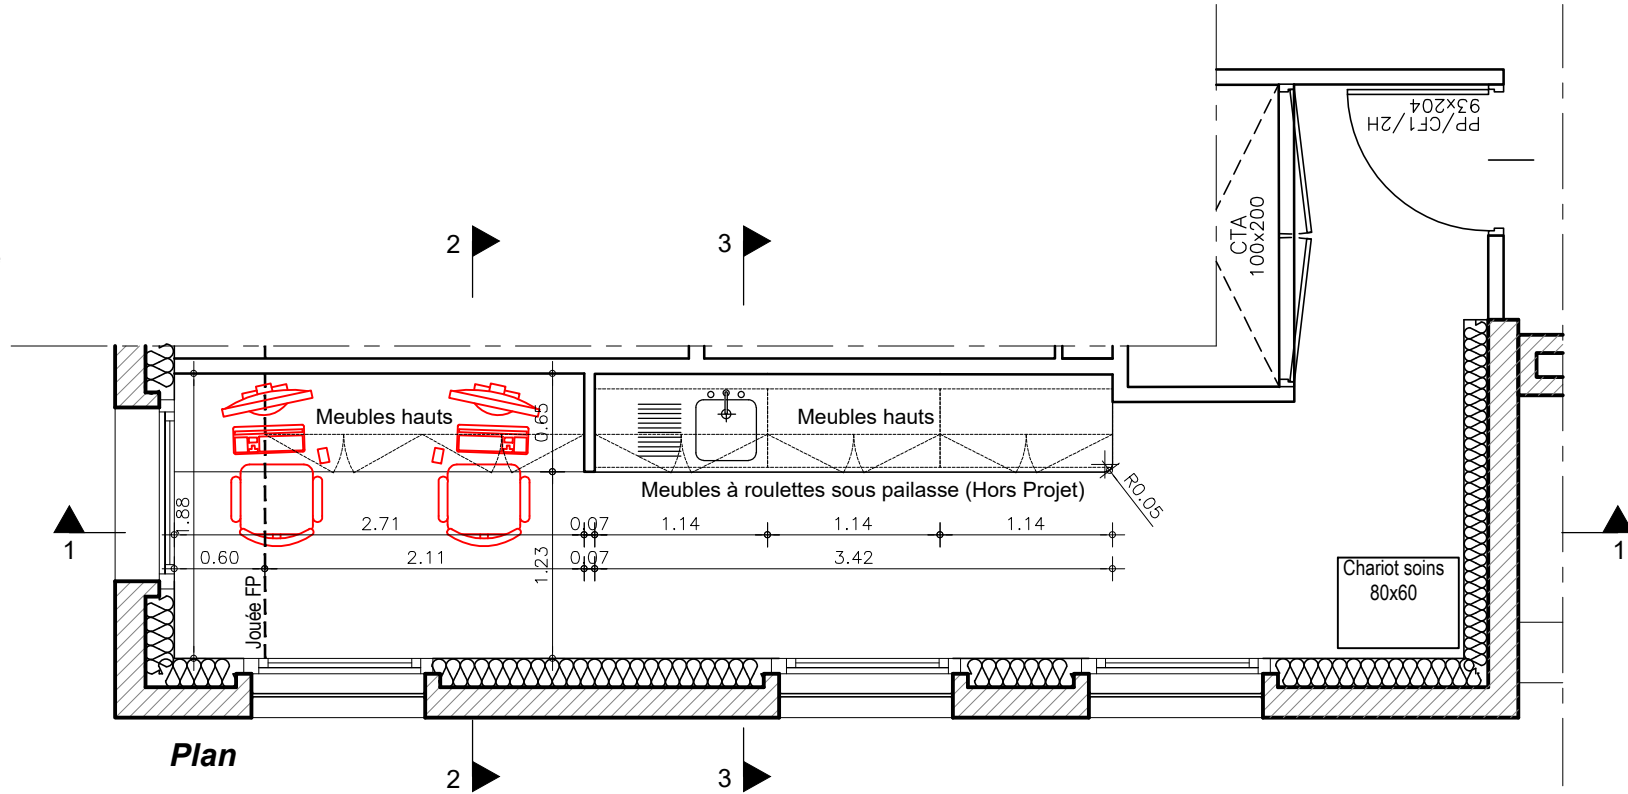 PP/CF1/2H
93x204
CTA
100x200
2
3
Meubles hauts
0.65
Meubles hauts
Meubles à roulettes sous pailasse (Hors Projet)
R0.05
1
1.88
2.71
0.07
1.14
1.14
1.14
1
0.60
2.11
1.23
0.07
3.42
Jouée FP
Chariot soins
80x60
Plan
2
3